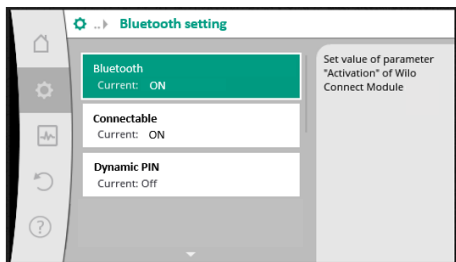 Bluetooth setting
Bluetooth
Current: ON
Connectable
Current: ON
Dynamic PIN
Current: Off
Set value of parameter
"Activation" of Wilo
Connect Module
?